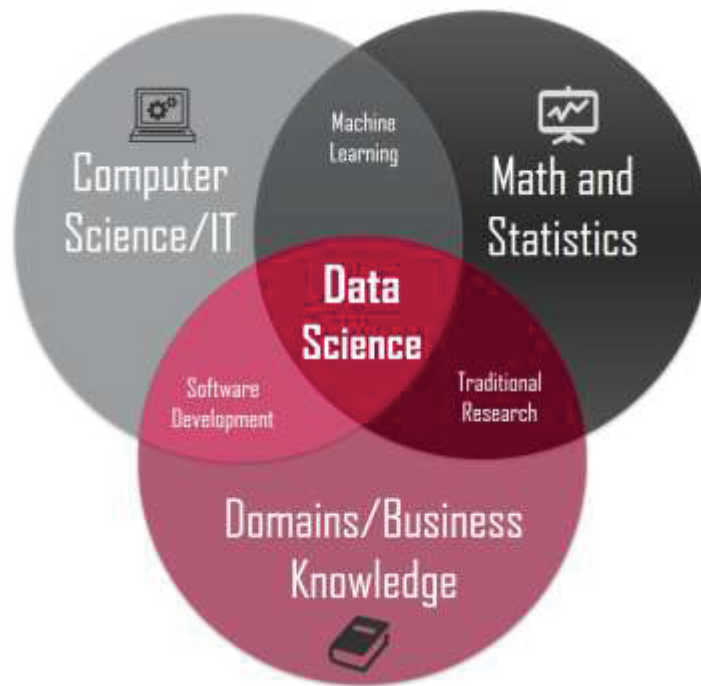 Machine
Learning
Computer
Science/IT
Math and
Statistics
Data
Science
Software
Development
Traditional
Research
Domains/Business
Knowledge